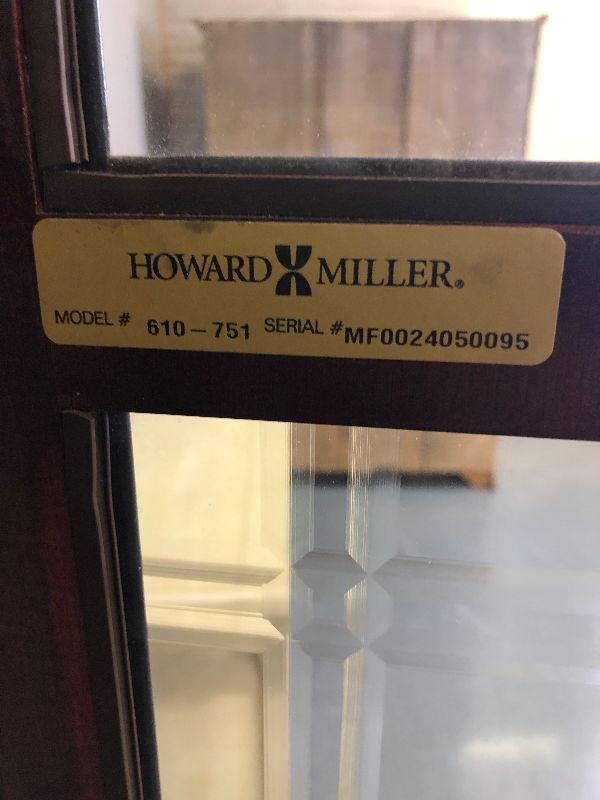 HOWARD MILLER®
MODEL # 610-751 SERIAL # MF0024050095